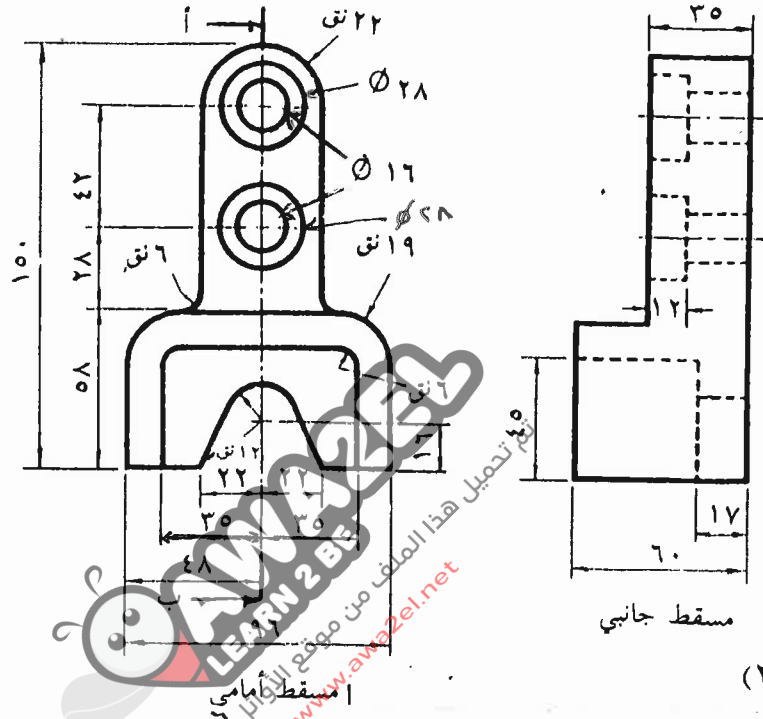 أ
٢٢ نق
Ø ٢٨
Ø ١٦
Ø ٢٨
١٩ نق
٦ نق
١٥٠
٤٢
٢٨
٥٨
٦ نق
١٢ نق
١٦
٢٢
٢٢
٣٥
٣٥
٤٨
ب
مسقط أمامي
٣٥
١٢
٤٥
١٧
٦٠
مسقط جانبي
AWA2EL
LEARN 2 BE
تم تحميل هذا الملف من موقع الأوائل
www.awa2el.net